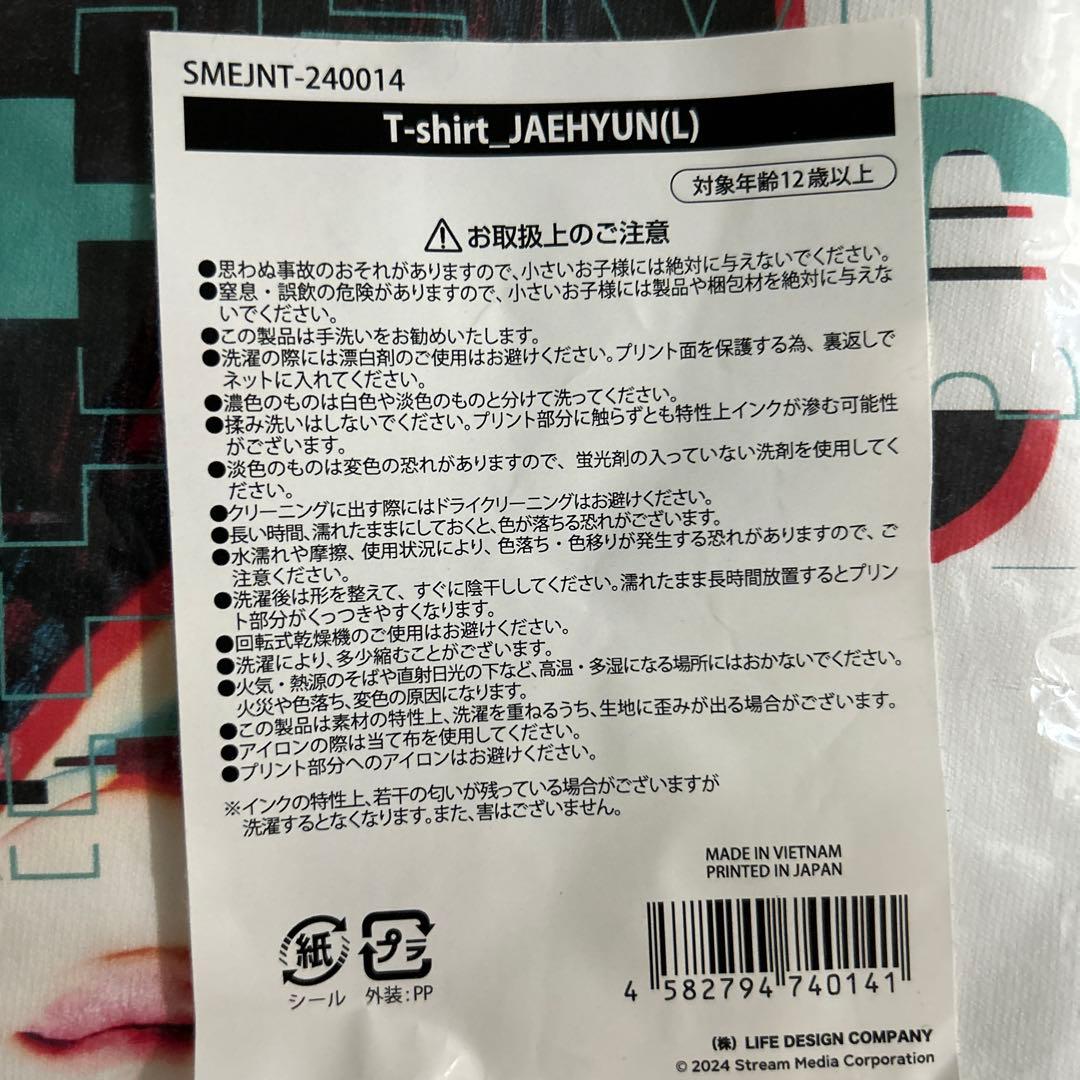 SMEJNT-240014
T-shirt_JAEHYUN(L)
対象年齢12歳以上
お取扱上のご注意
●思わぬ事故のおそれがありますので、小さいお子様には絶対に与えないでください。
●窒息・誤飲の危険がありますので、小さいお子様には製品や梱包材を絶対に与えな
いでください。
●この製品は手洗いをお勧めいたします。
●洗濯の際には漂白剤のご使用はお避けください。プリント面を保護する為、裏返しで
ネットに入れてください。
●濃色のものは白色や淡色のものと分けて洗ってください。
●揉み洗いはしないでください。プリント部分に触らずとも特性上インクが滲む可能性
がございます。
●淡色のものは変色の恐れがありますので、蛍光剤の入っていない洗剤を使用してく
ださい。
●クリーニングに出す際にはドライクリーニングはお避けください。
●長い時間、濡れたままにしておくと、色が落ちる恐れがございます。
●水濡れや摩擦、使用状況により、色落ち・色移りが発生する恐れがありますので、ご
注意ください。
●洗濯後は形を整えて、すぐに陰干ししてください。濡れたまま長時間放置するとプリン
ト部分がくっつきやすくなります。
●回転式乾燥機のご使用はお避けください。
●洗濯により、多少縮むことがございます。
●火気・熱源のそばや直射日光の下など、高温・多湿になる場所にはおかないでください。
火災や色落ち、変色の原因になります。
●この製品は素材の特性上、洗濯を重ねるうち、生地に歪みが出る場合がございます。
●アイロンの際は当て布を使用してください。
●プリント部分へのアイロンはお避けください。
※インクの特性上、若干の匂いが残っている場合がございますが
洗濯するとなくなります。また、害はございません。
MADE IN VIETNAM
PRINTED IN JAPAN
紙
プラ
シール
外装:PP
4 582794 740141
(株) LIFE DESIGN COMPANY
© 2024 Stream Media Corporation